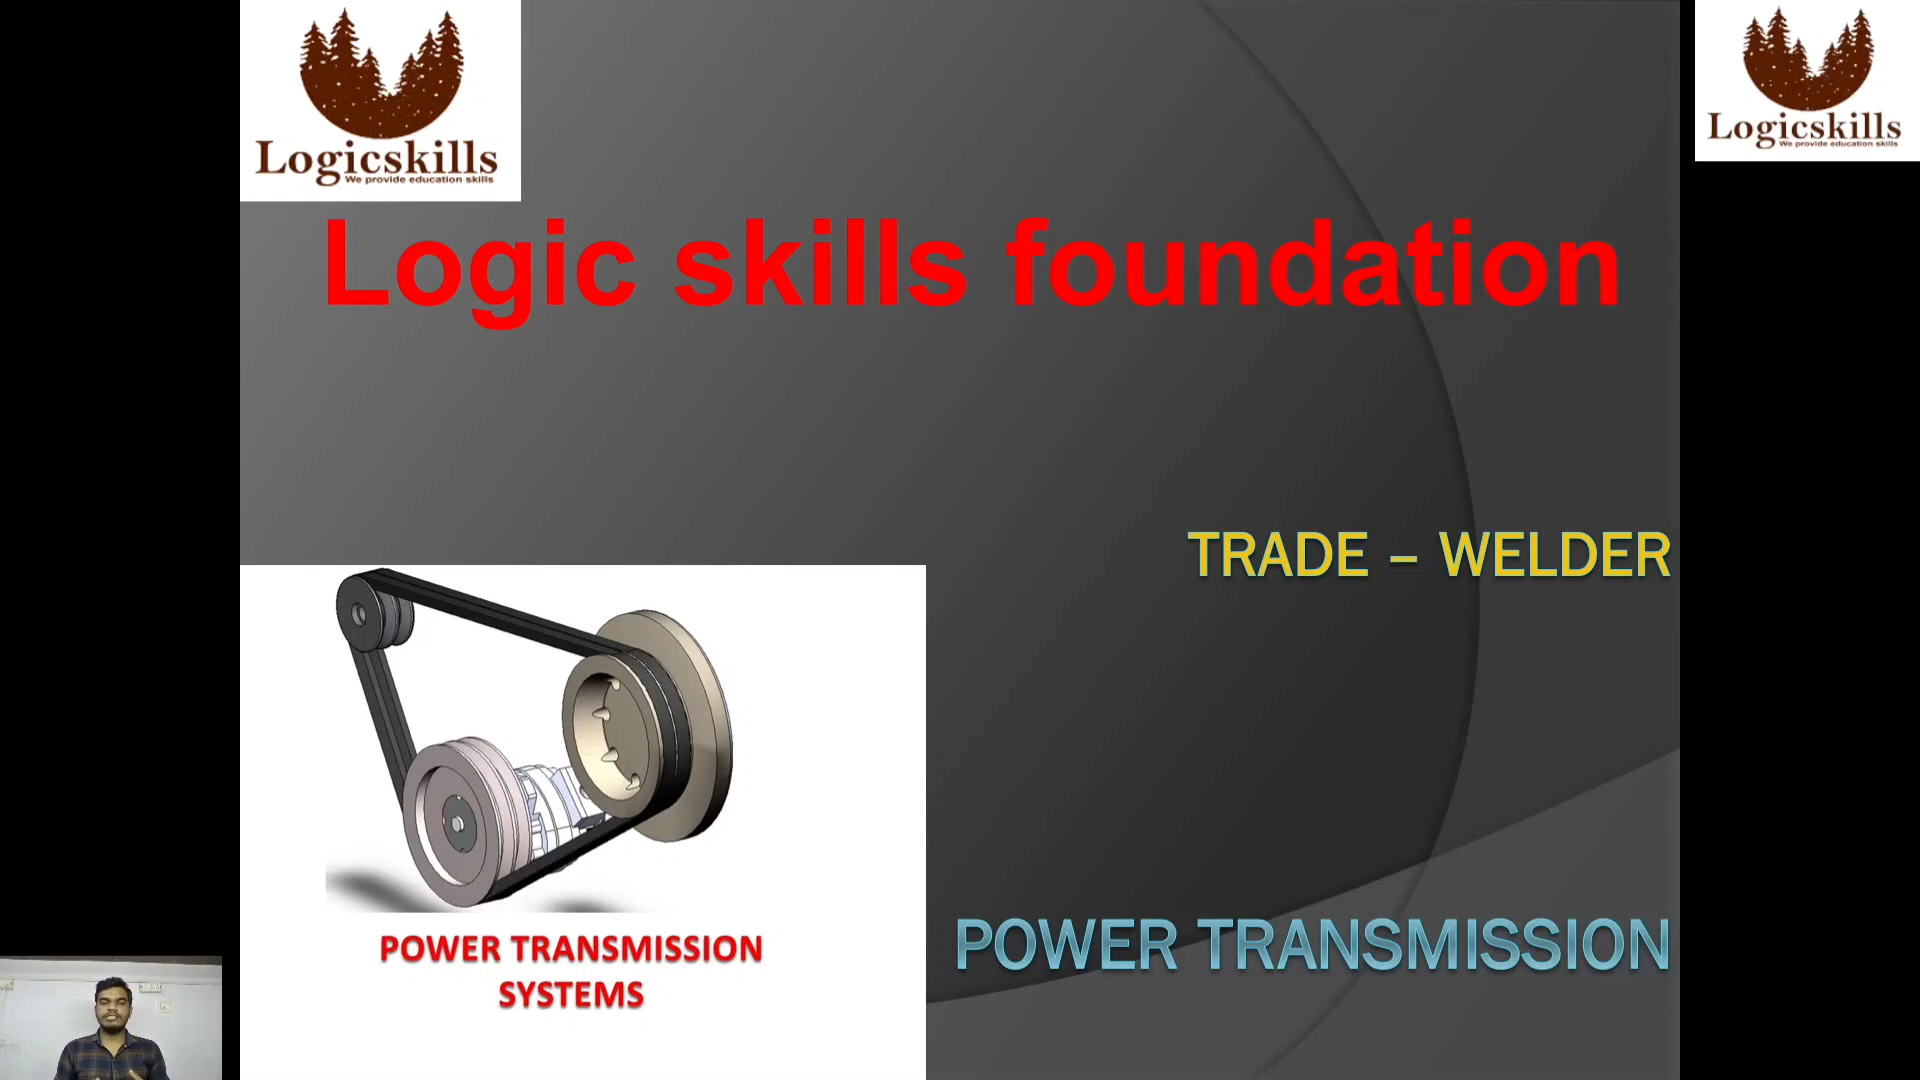 Logicskills
We provide education skills
Logicskills
We provide education skills
Logic skills foundation
TRADE – WELDER
POWER TRANSMISSION
SYSTEMS
POWER TRANSMISSION